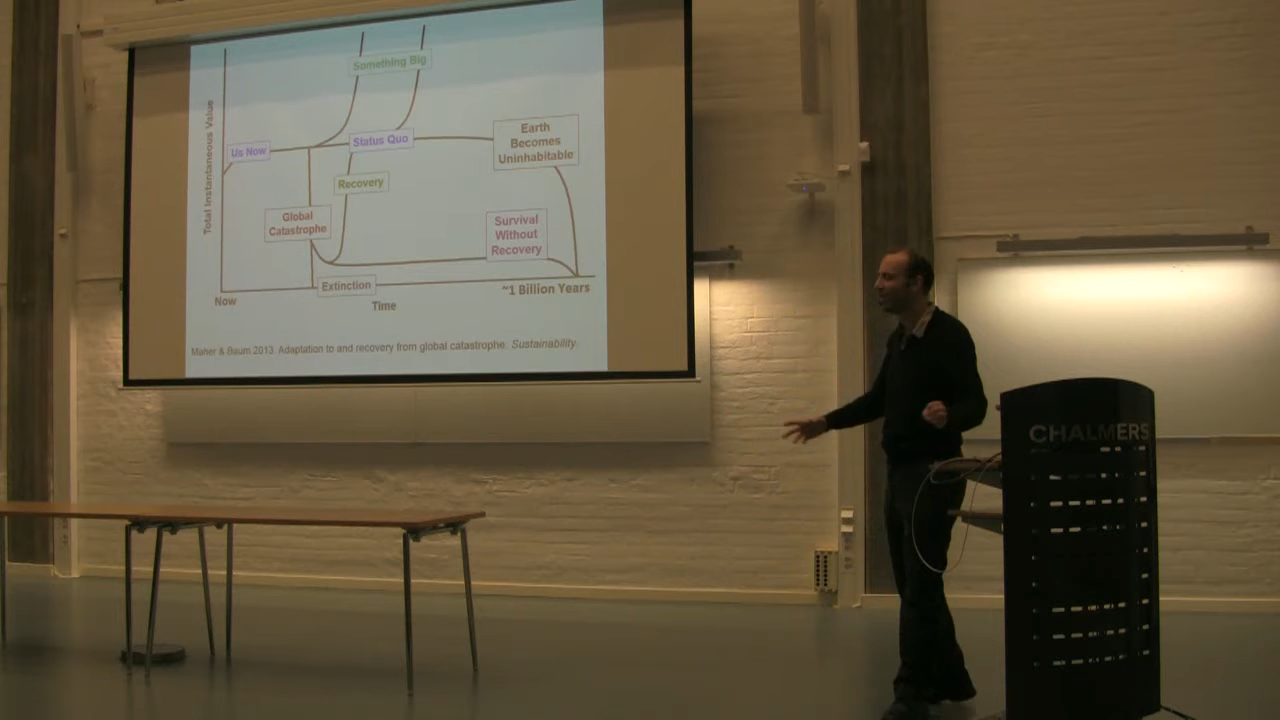 Something Big
Us Now
Status Quo
Earth
Becomes
Uninhabitable
Recovery
Global
Catastrophe
Survival
Without
Recovery
Extinction
Total Instantaneous Value
Now
Time
~1 Billion Years
Maher & Baum 2013. Adaptation to and recovery from global catastrophe. Sustainability.
CHALMERS